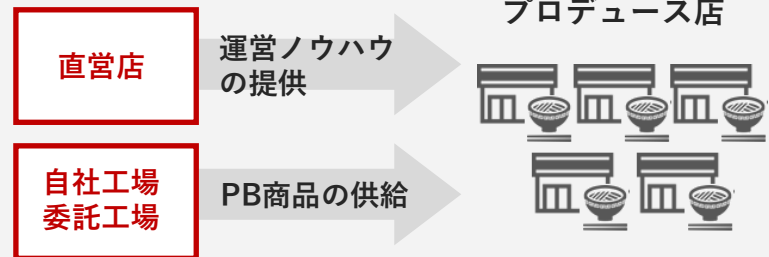 プロデュース店
直営店
運営ノウハウ
の提供
自社工場
委託工場
PB商品の供給